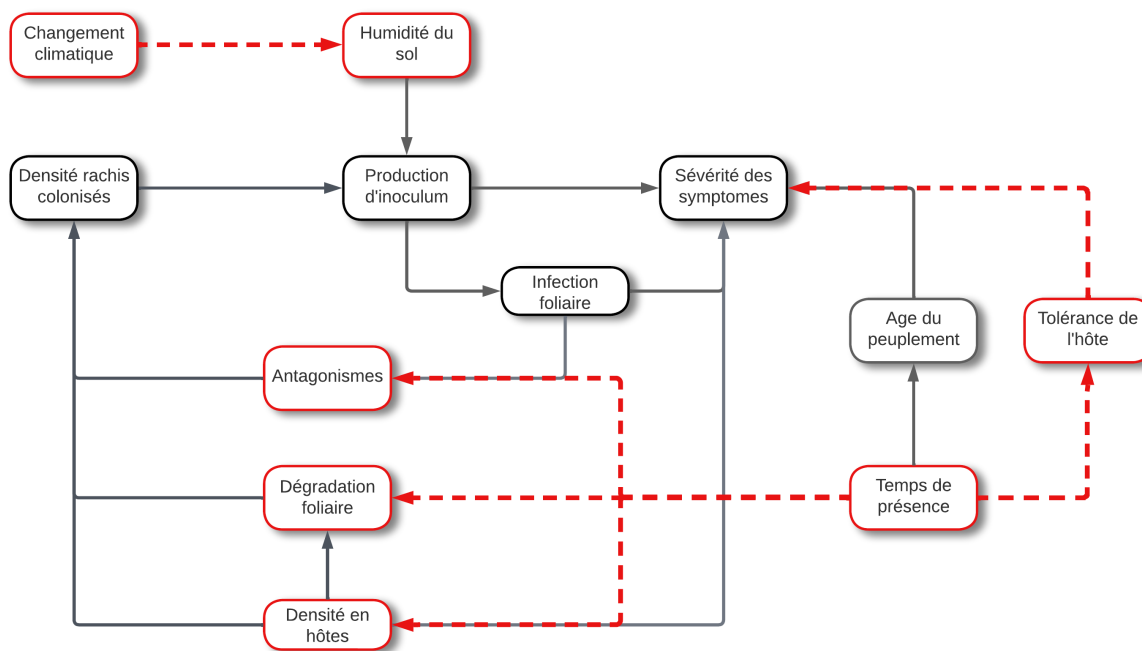 Changement
climatique
Humidité du
sol
Densité rachis
colonisés
Production
d'inoculum
Sévérité des
symptomes
Infection
foliaire
Age du
peuplement
Tolérance de
l'hôte
Antagonismes
Dégradation
foliaire
Temps de
présence
Densité en
hôtes